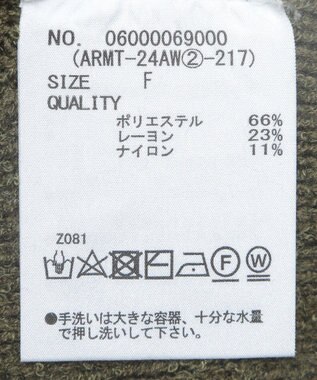 NO. 06000069000
(ARMT-24AW②-217)
SIZE F
QUALITY
ポリエステル 66%
レーヨン 23%
ナイロン 11%
Z081
F W
●手洗いは大きな容器、十分な水量
で押し洗いして下さい。